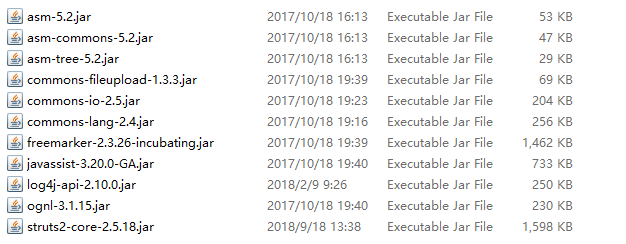 asm-5.2.jar 2017/10/18 16:13 Executable Jar File 53 KB
asm-commons-5.2.jar 2017/10/18 16:13 Executable Jar File 47 KB
asm-tree-5.2.jar 2017/10/18 16:13 Executable Jar File 29 KB
commons-fileupload-1.3.3.jar 2017/10/18 19:39 Executable Jar File 69 KB
commons-io-2.5.jar 2017/10/18 19:23 Executable Jar File 204 KB
commons-lang-2.4.jar 2017/10/18 19:16 Executable Jar File 256 KB
freemarker-2.3.26-incubating.jar 2017/10/18 19:39 Executable Jar File 1,462 KB
javassist-3.20.0-GA.jar 2017/10/18 19:40 Executable Jar File 733 KB
log4j-api-2.10.0.jar 2018/2/9 9:26 Executable Jar File 250 KB
ognl-3.1.15.jar 2017/10/18 19:40 Executable Jar File 230 KB
struts2-core-2.5.18.jar 2018/9/18 13:38 Executable Jar File 1,598 KB